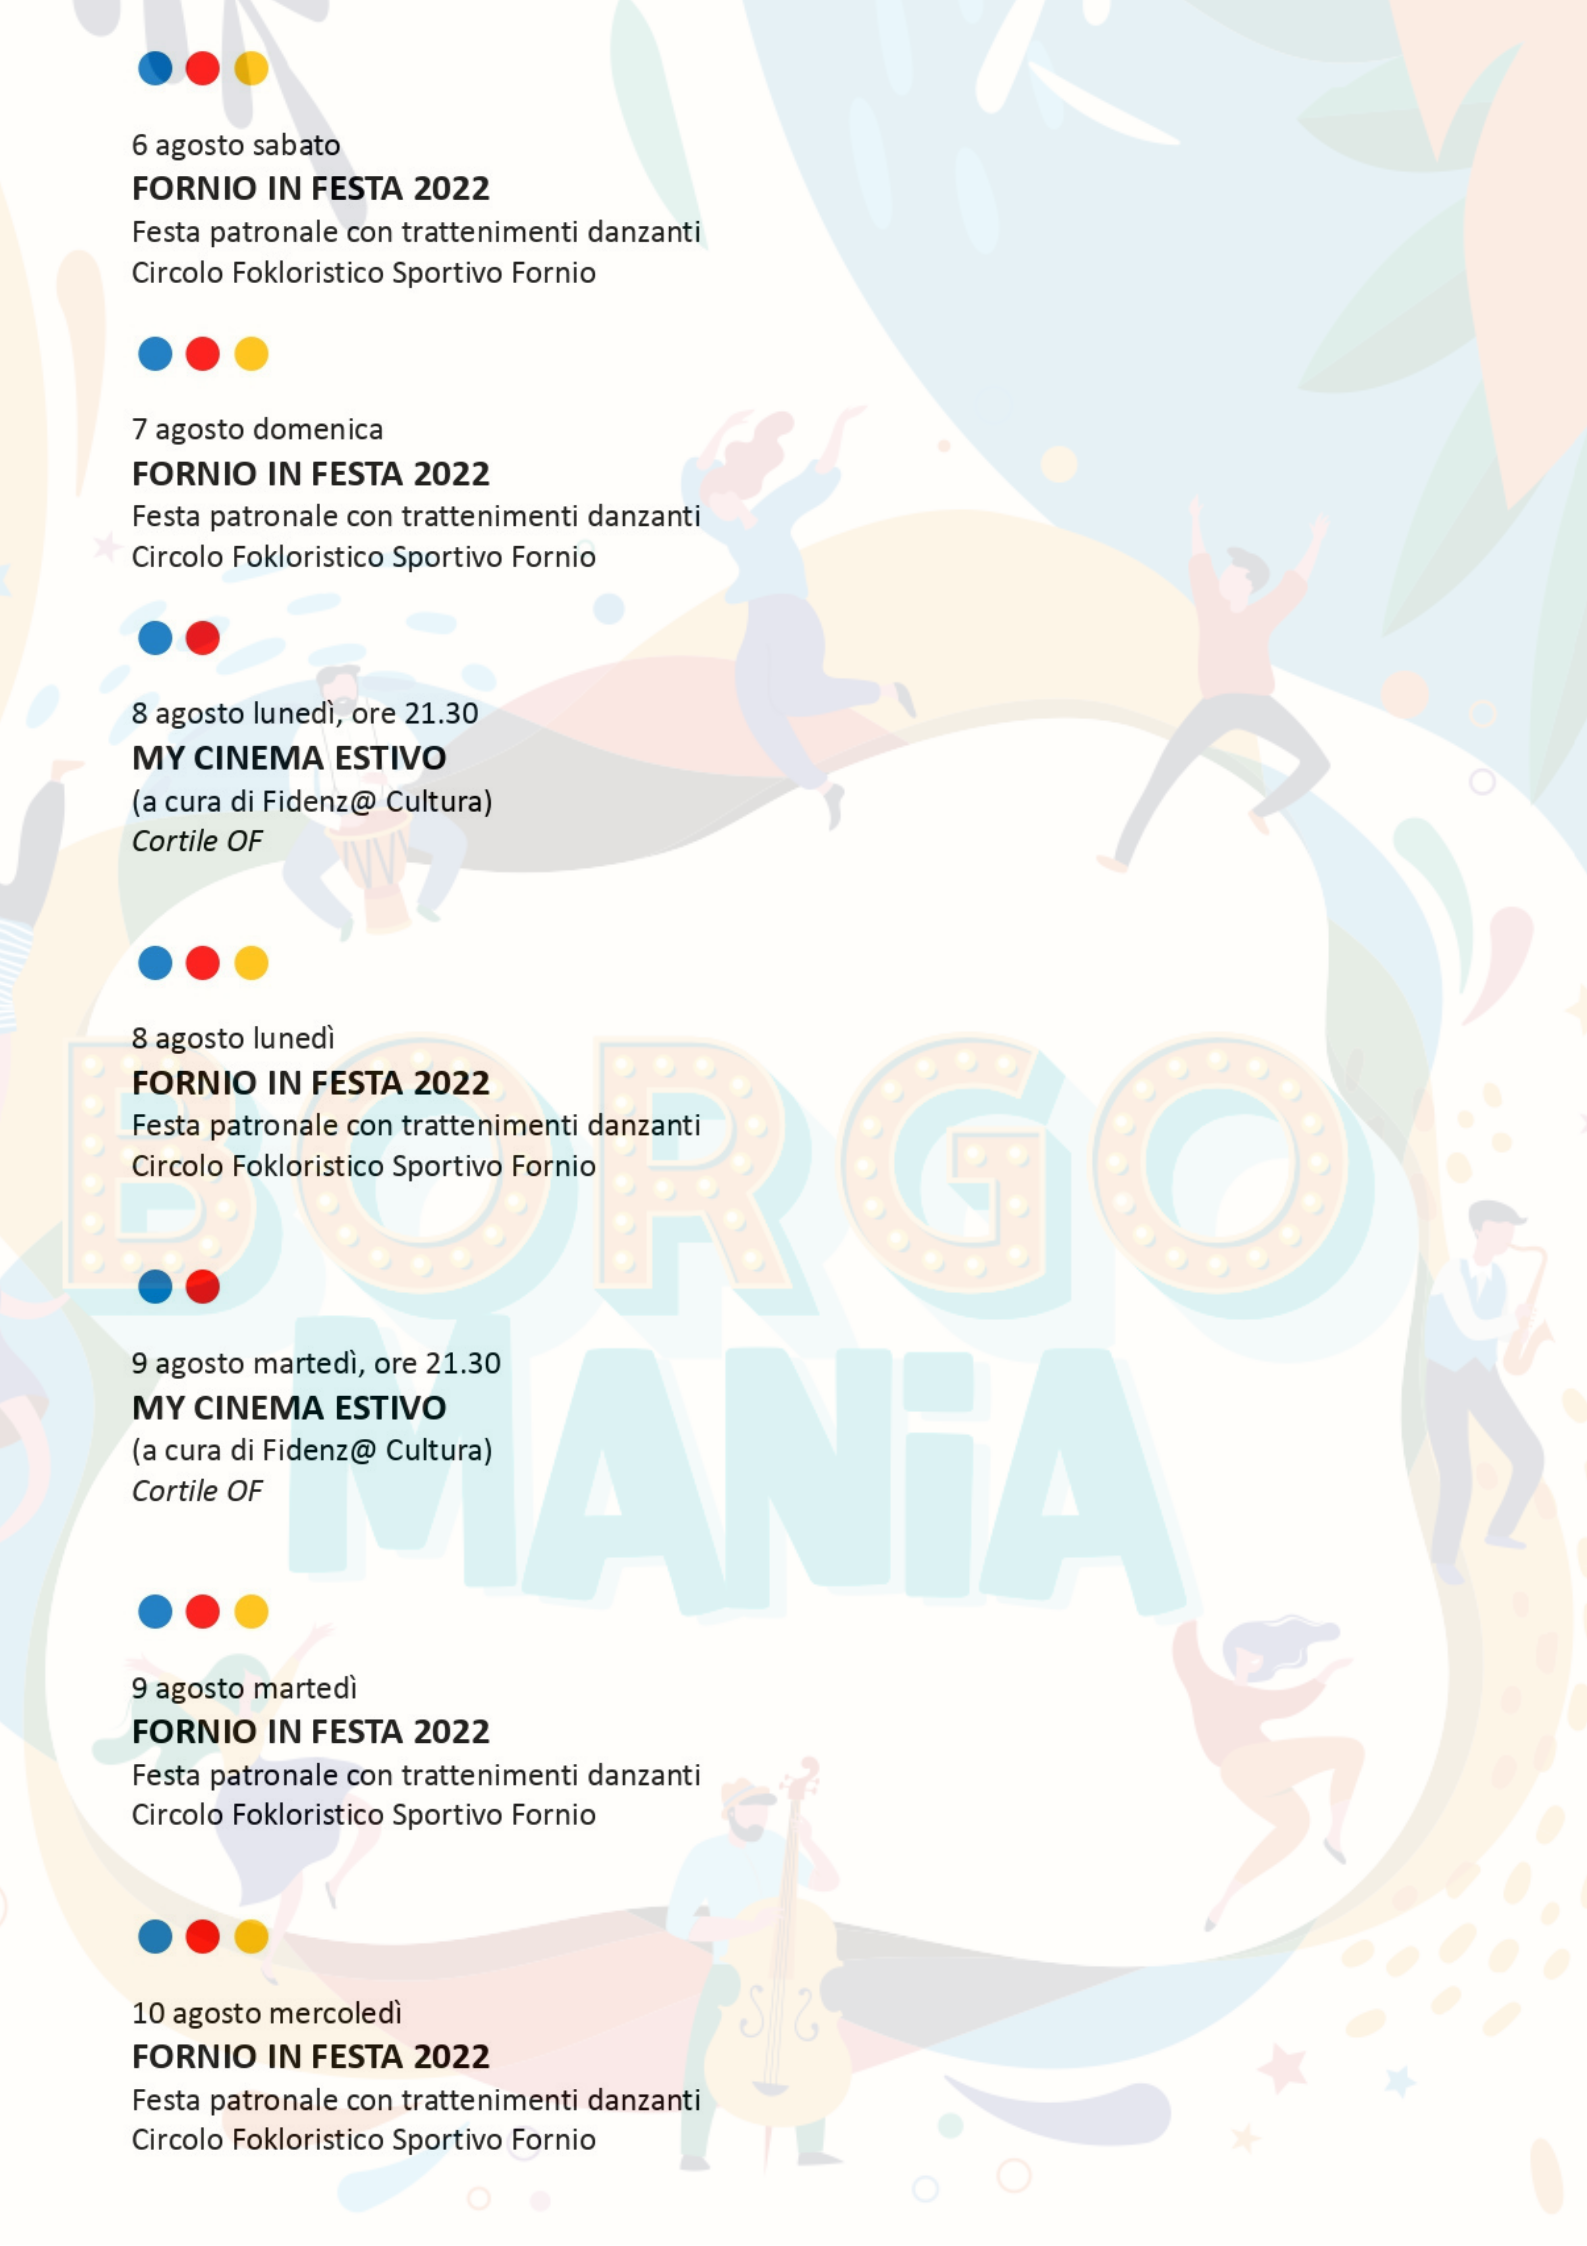 6 agosto sabato
FORNIO IN FESTA 2022
Festa patronale con trattenimenti danzanti
Circolo Fokloristico Sportivo Fornio
7 agosto domenica
FORNIO IN FESTA 2022
Festa patronale con trattenimenti danzanti
Circolo Fokloristico Sportivo Fornio
8 agosto lunedì, ore 21.30
MY CINEMA ESTIVO
(a cura di Fidenz@ Cultura)
Cortile OF
8 agosto lunedì
FORNIO IN FESTA 2022
Festa patronale con trattenimenti danzanti
Circolo Fokloristico Sportivo Fornio
BORGO
MANiA
9 agosto martedì, ore 21.30
MY CINEMA ESTIVO
(a cura di Fidenz@ Cultura)
Cortile OF
9 agosto martedì
FORNIO IN FESTA 2022
Festa patronale con trattenimenti danzanti
Circolo Fokloristico Sportivo Fornio
10 agosto mercoledì
FORNIO IN FESTA 2022
Festa patronale con trattenimenti danzanti
Circolo Fokloristico Sportivo Fornio